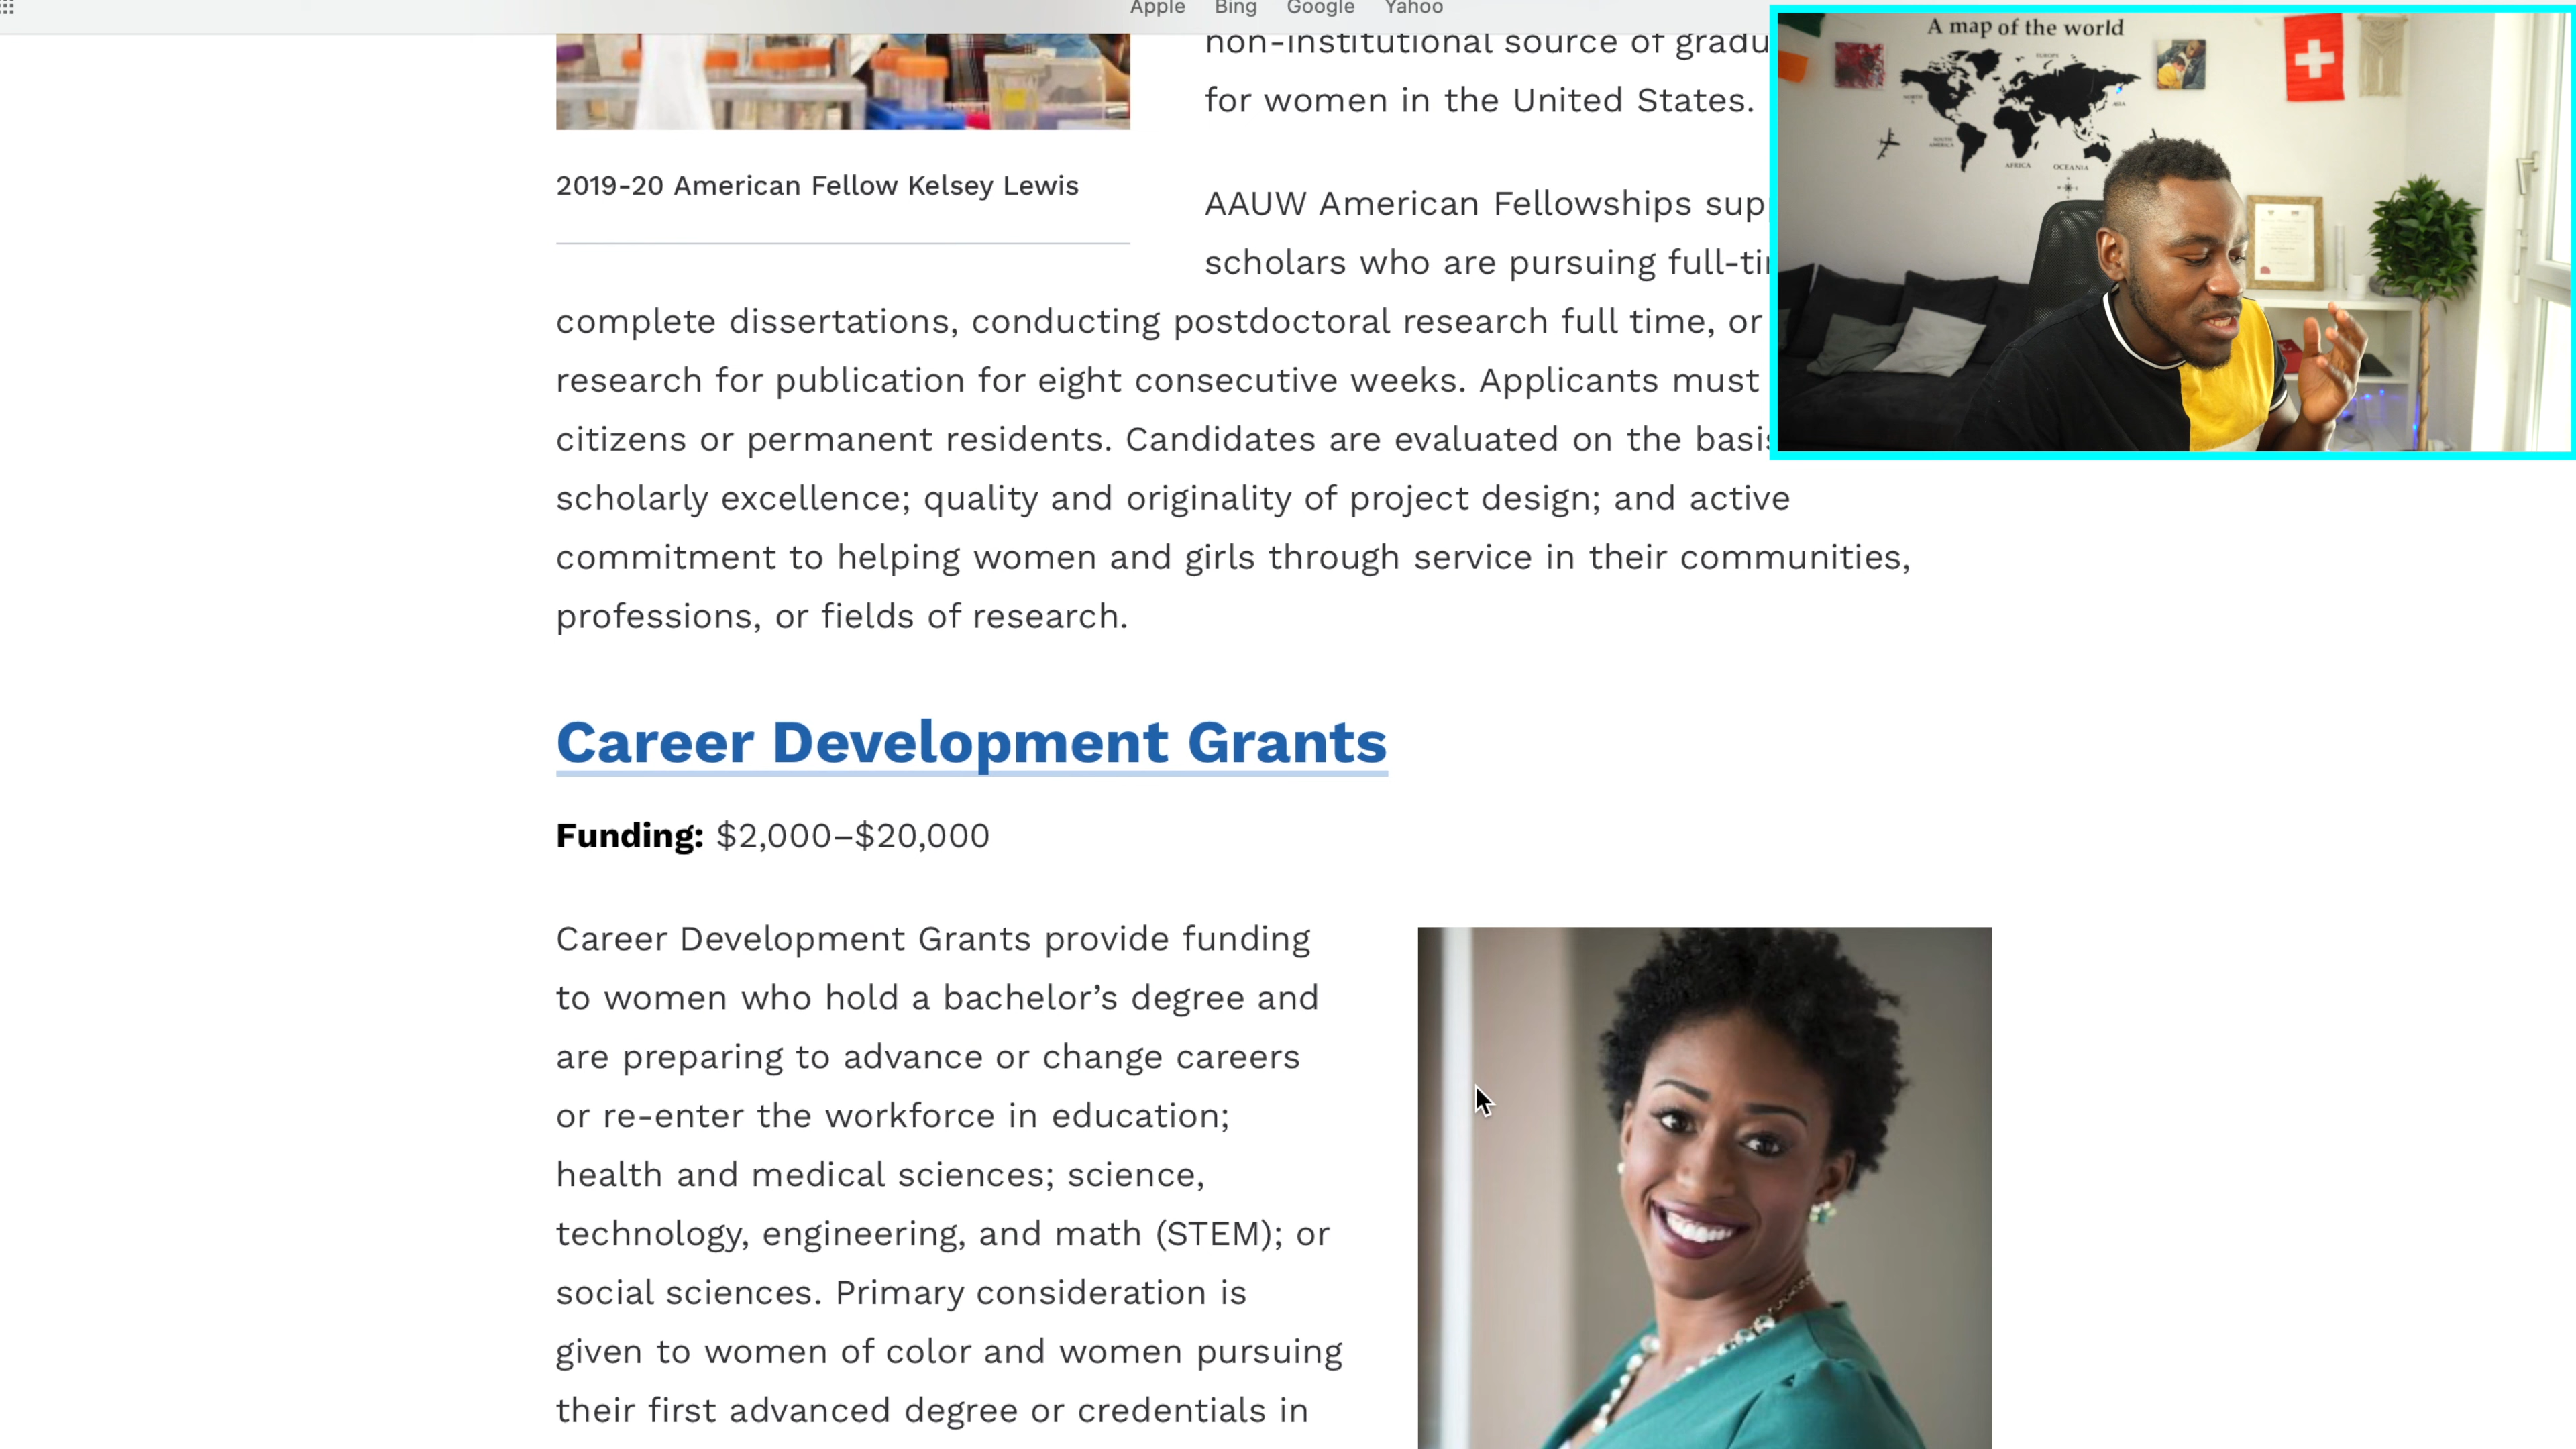 Apple Bing Google Yahoo
non-institutional source of gradu
for women in the United States.
2019-20 American Fellow Kelsey Lewis
AAUW American Fellowships sup
scholars who are pursuing full-ti
complete dissertations, conducting postdoctoral research full time, or
research for publication for eight consecutive weeks. Applicants must
citizens or permanent residents. Candidates are evaluated on the basis
scholarly excellence; quality and originality of project design; and active
commitment to helping women and girls through service in their communities,
professions, or fields of research.
Career Development Grants
Funding: $2,000–$20,000
Career Development Grants provide funding
to women who hold a bachelor’s degree and
are preparing to advance or change careers
or re-enter the workforce in education;
health and medical sciences; science,
technology, engineering, and math (STEM); or
social sciences. Primary consideration is
given to women of color and women pursuing
their first advanced degree or credentials in
A map of the world
EUROPE
ASIA
SOUTH
AMERICA
AFRICA
OCEANIA